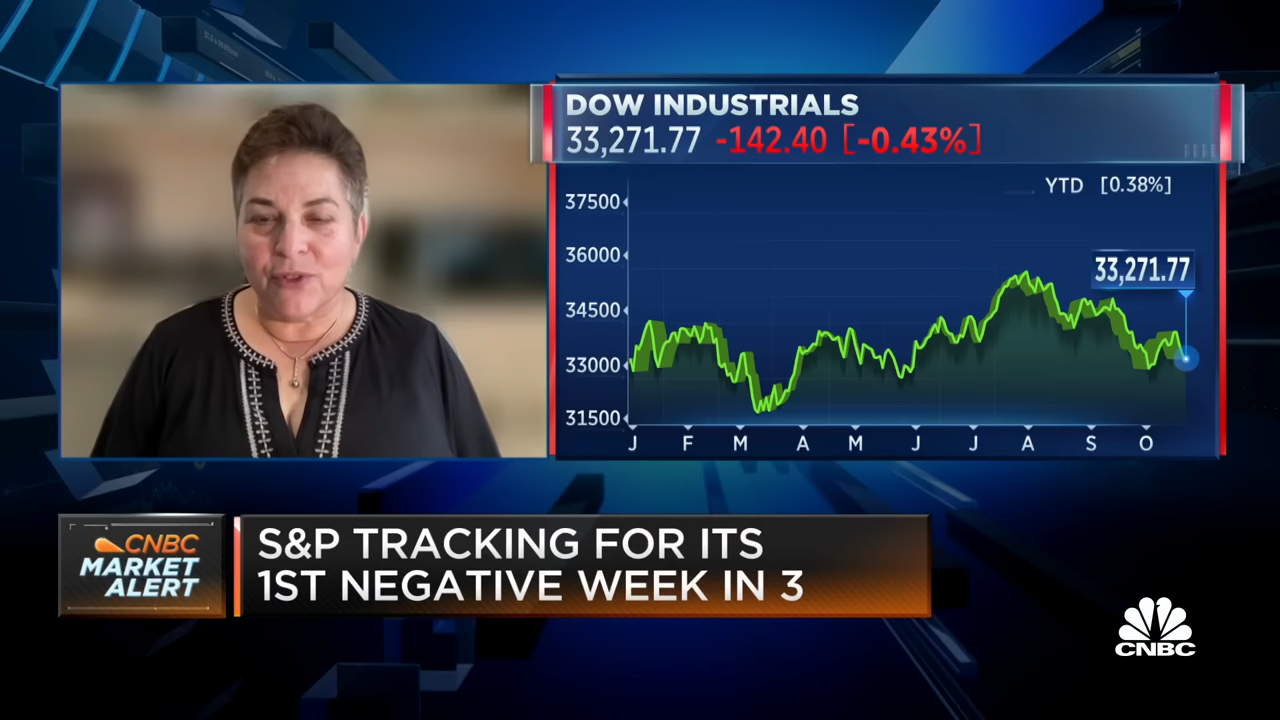 DOW INDUSTRIALS
33,271.77 -142.40 [-0.43%]
YTD [0.38%]
37500
36000
34500
33000
31500
33,271.77
J F M A M J J A S O
CNBC
MARKET
ALERT
S&P TRACKING FOR ITS
1ST NEGATIVE WEEK IN 3
CNBC